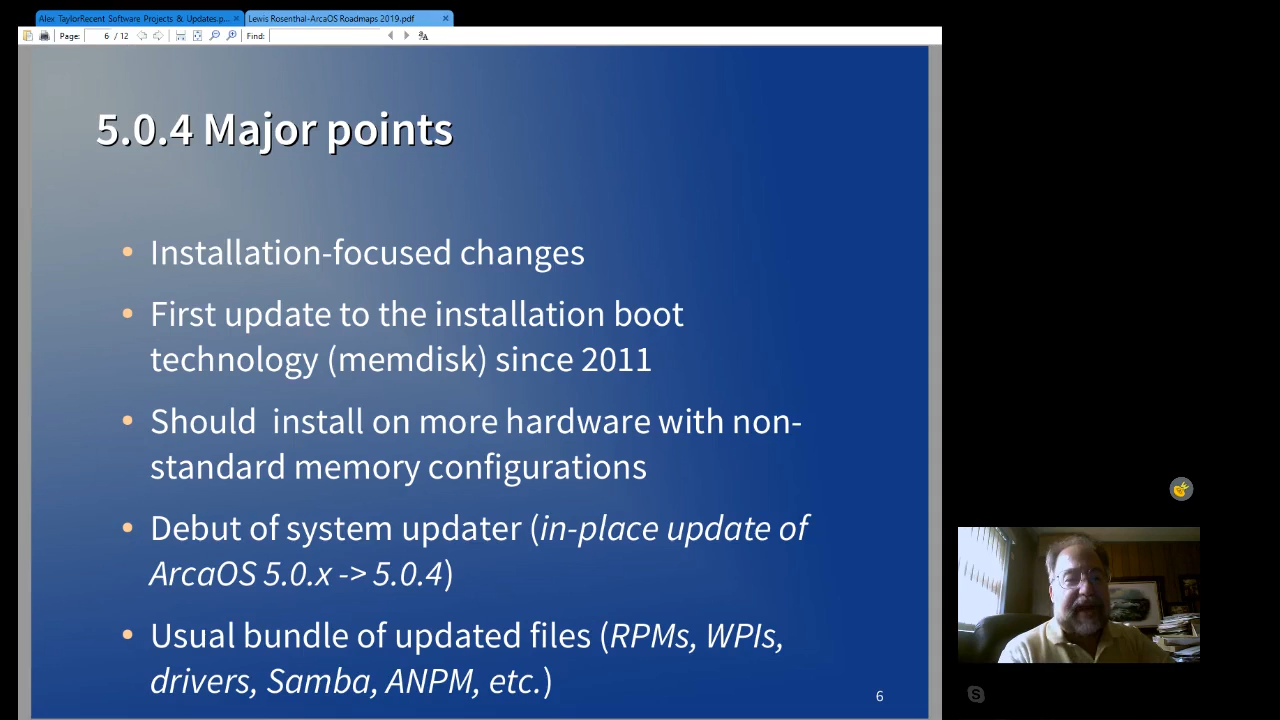 Alex TaylorRecent Software Projects & Updates.p... Lewis Rosenthal-ArcaOS Roadmaps 2019.pdf
Page: 6 / 12 Find:
5.0.4 Major points
• Installation-focused changes
• First update to the installation boot
technology (memdisk) since 2011
• Should  install on more hardware with non-
standard memory configurations
• Debut of system updater (in-place update of
ArcaOS 5.0.x -> 5.0.4)
• Usual bundle of updated files (RPMs, WPIs,
drivers, Samba, ANPM, etc.)
6